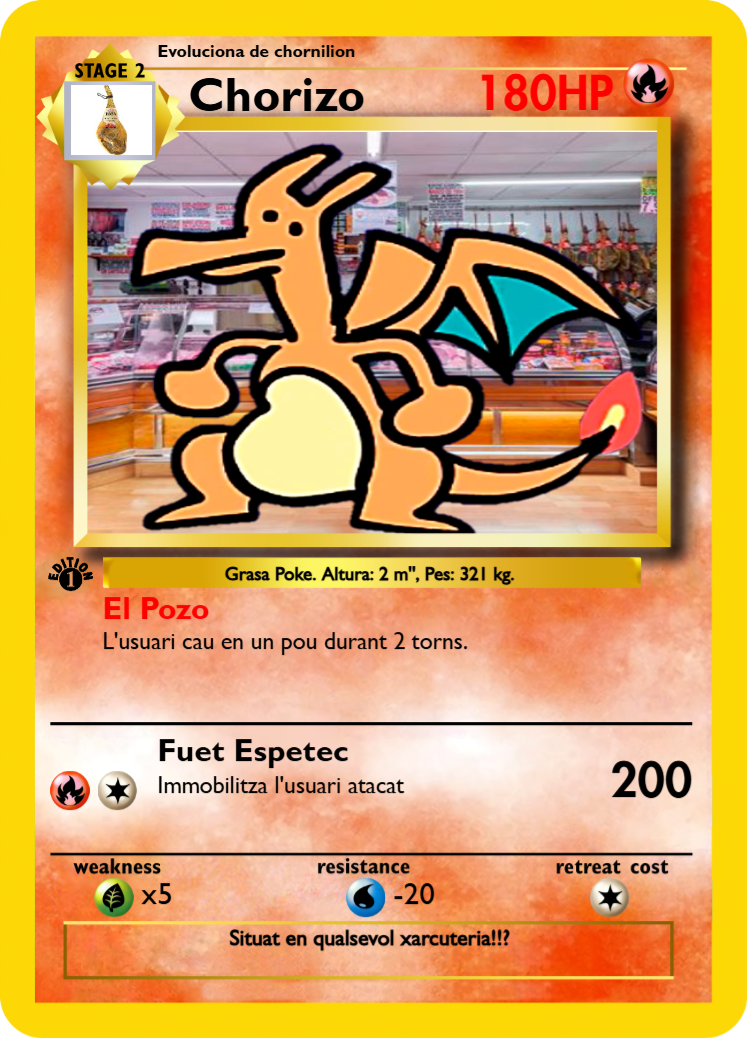 Evoluciona de chornilion
STAGE 2
Chorizo
180HP
EDITION
1
Grasa Poke. Altura: 2 m", Pes: 321 kg.
El Pozo
L'usuari cau en un pou durant 2 torns.
Fuet Espetec
Immobilitza l'usuari atacat
200
weakness
resistance
retreat cost
x5
-20
Situat en qualsevol xarcuteria!!?